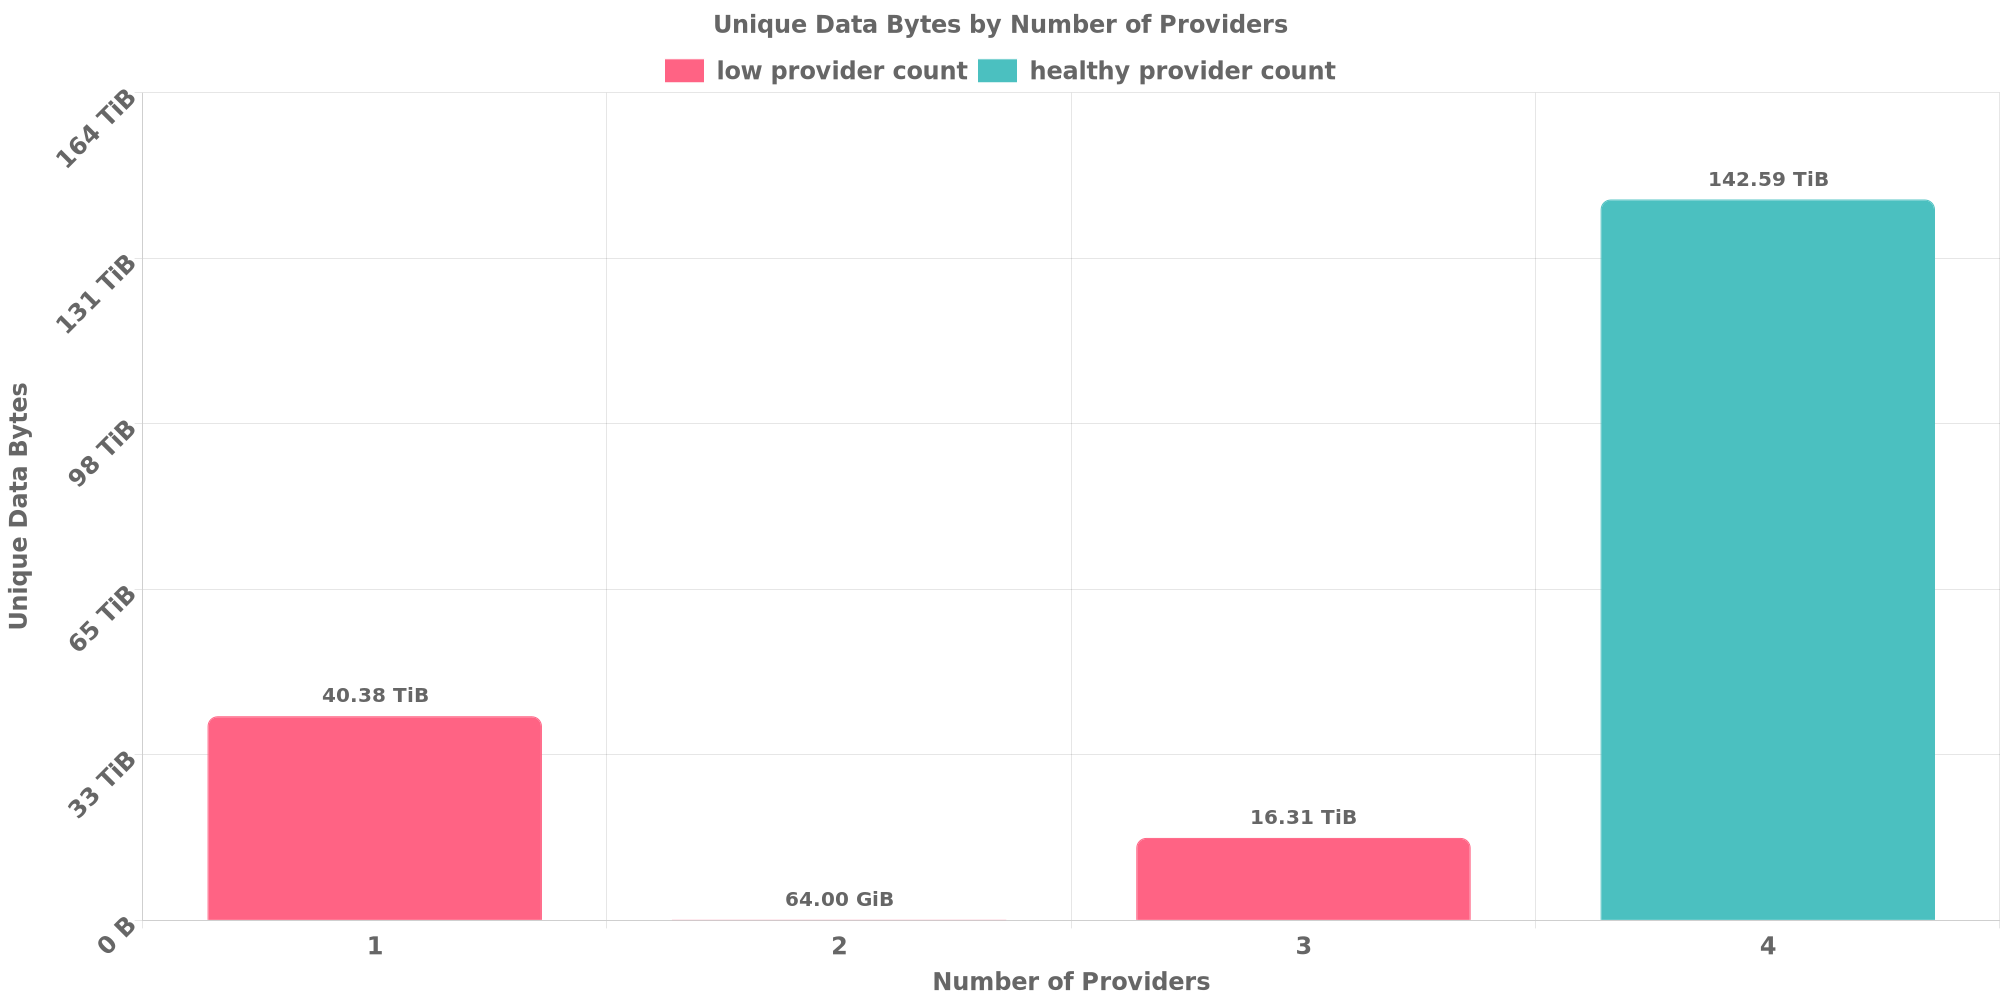 Unique Data Bytes by Number of Providers
low provider count healthy provider count
164 TiB
131 TiB
98 TiB
65 TiB
33 TiB
0 B
Unique Data Bytes
40.38 TiB
64.00 GiB
16.31 TiB
142.59 TiB
1 2 3 4
Number of Providers